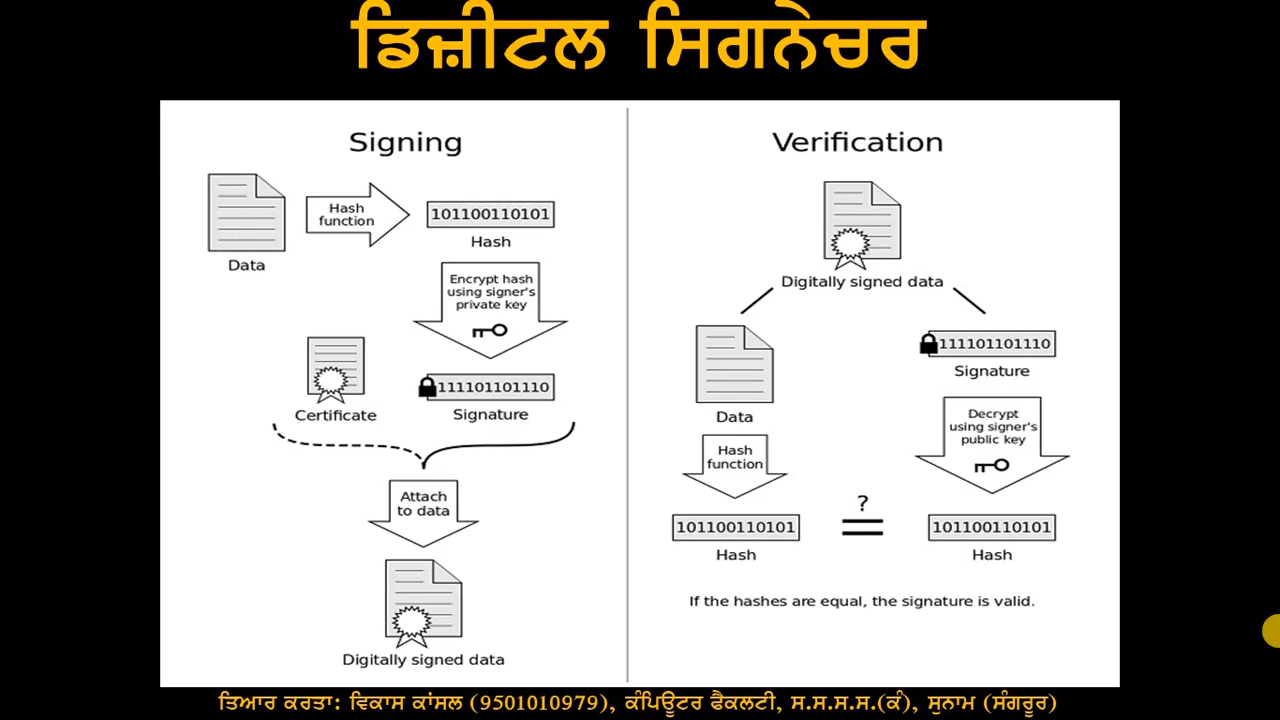 ਡਿਜ਼ੀਟਲ ਸਿਗਨੇਚਰ
Signing
Data
Hash
function
101100110101
Hash
Encrypt hash
using signer's
private key
Certificate
111101101110
Signature
Attach
to data
Digitally signed data
Verification
Digitally signed data
Data
Hash
function
101100110101
Hash
111101101110
Signature
Decrypt
using signer's
public key
?
=
101100110101
Hash
If the hashes are equal, the signature is valid.
ਤਿਆਰ ਕਰਤਾ: ਵਿਕਾਸ ਕਾਂਸਲ (9501010979), ਕੰਪਿਊਟਰ ਫੈਕਲਟੀ, ਸ.ਸ.ਸ.ਸ.(ਕੰ), ਸੁਨਾਮ (ਸੰਗਰੂਰ)